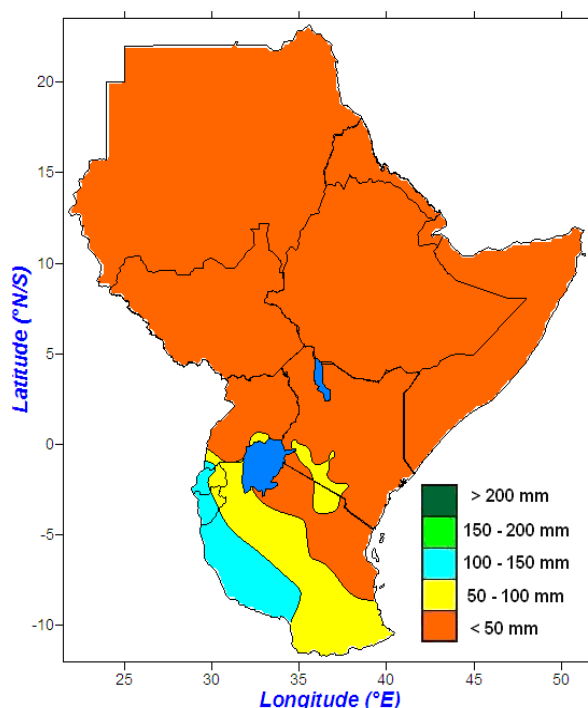 20
15
10
5
0
-5
-10
25 30 35 40 45 50
Latitude (°N/S)
Longitude (°E)
> 200 mm
150 - 200 mm
100 - 150 mm
50 - 100 mm
< 50 mm